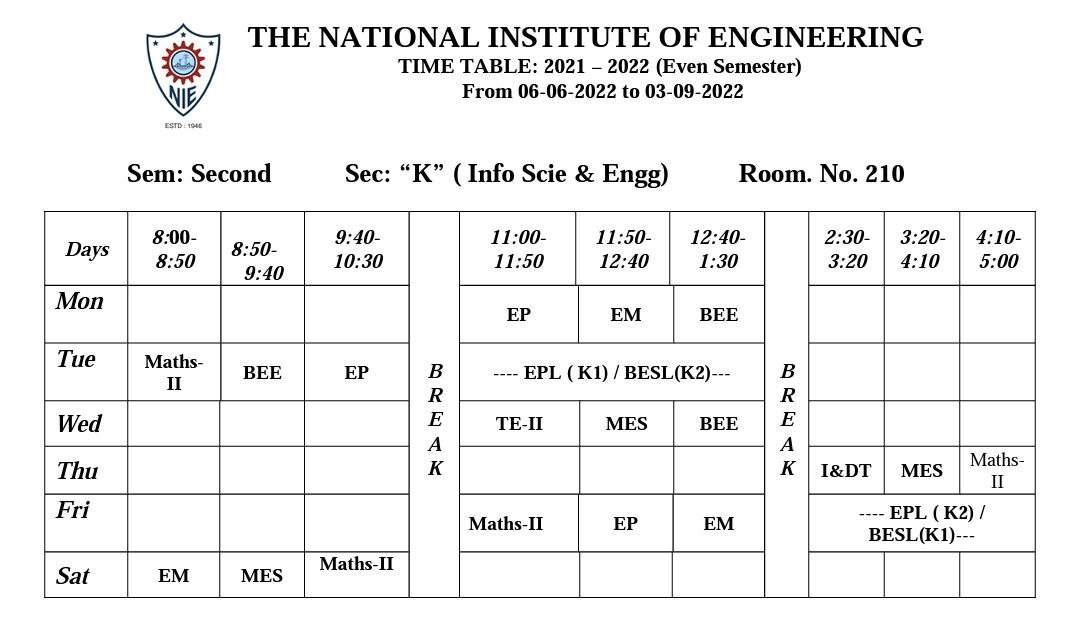 THE NATIONAL INSTITUTE OF ENGINEERING
TIME TABLE: 2021 – 2022 (Even Semester)
From 06-06-2022 to 03-09-2022
NIE
ESTD : 1946
Sem: Second Sec: “K” ( Info Scie & Engg) Room. No. 210
Days 8:00-8:50 8:50-9:40 9:40-10:30 11:00-11:50 11:50-12:40 12:40-1:30 2:30-3:20 3:20-4:10 4:10-5:00
BREAK
BREAK
Mon EP EM BEE
Tue Maths-II BEE EP ---- EPL ( K1) / BESL(K2)---
Wed TE-II MES BEE
Thu I&DT MES Maths-II
Fri Maths-II EP EM ---- EPL ( K2) / BESL(K1)---
Sat EM MES Maths-II